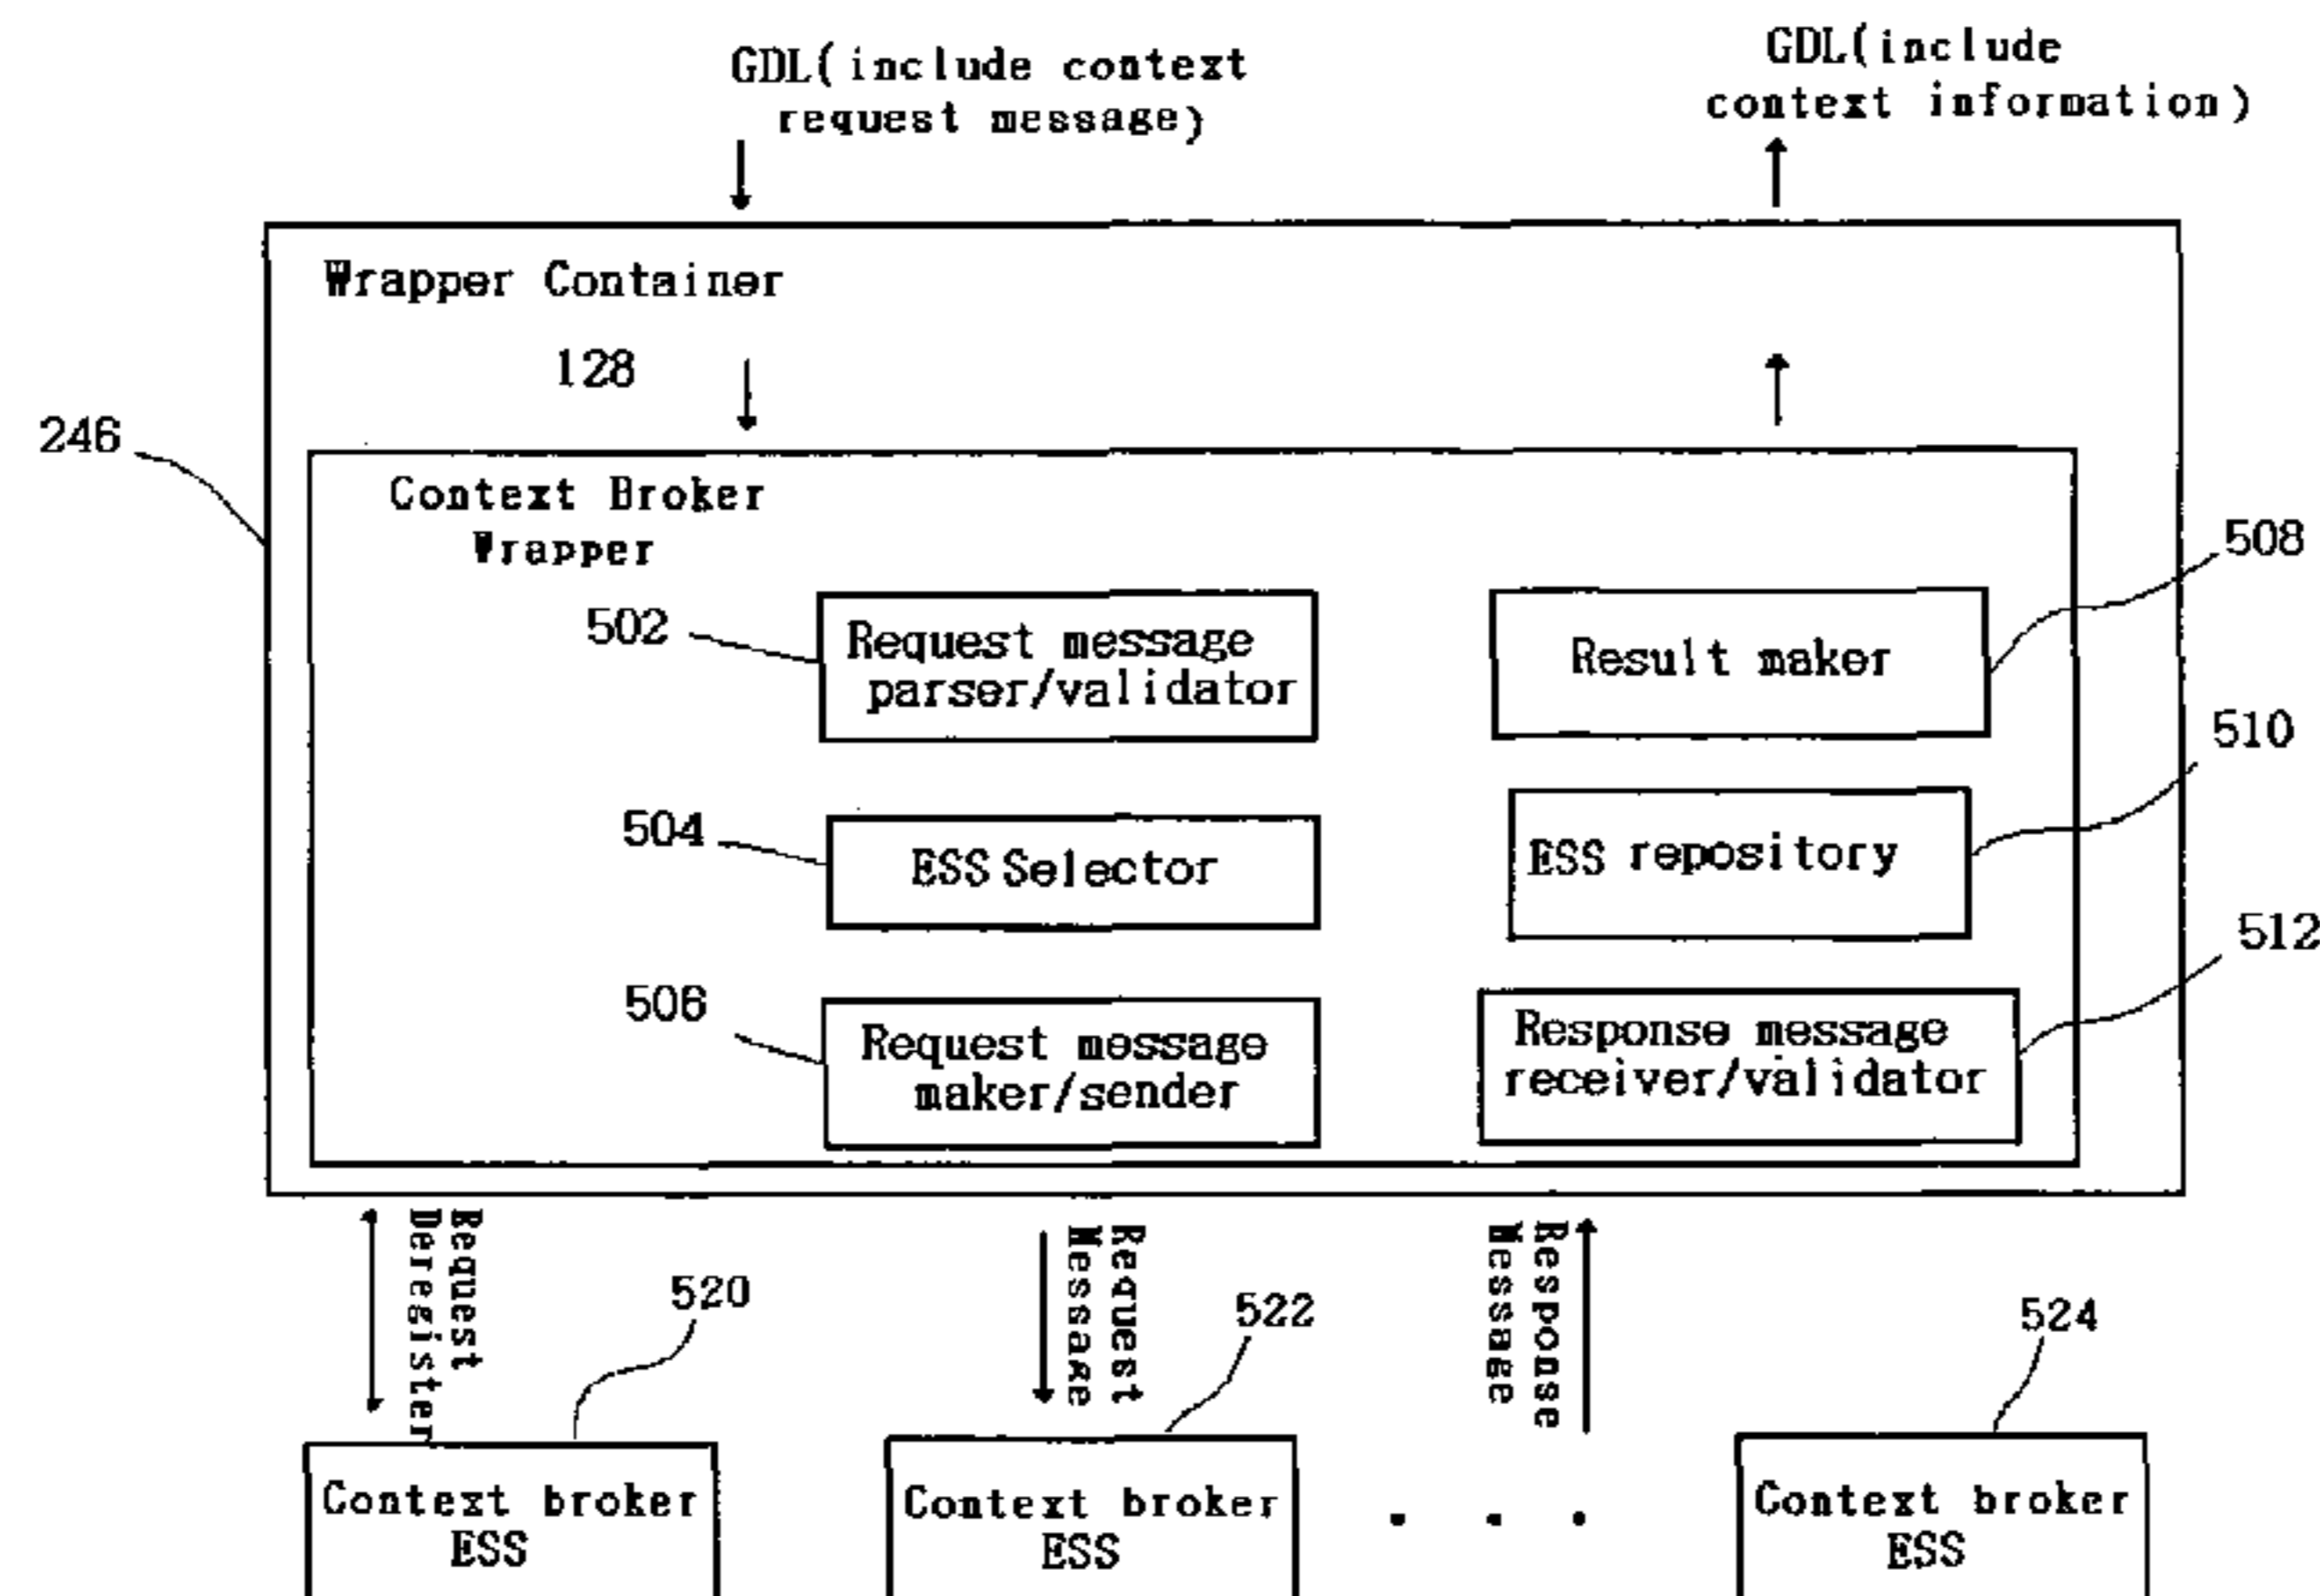 GDL(include context
request message)
GDL(include
context information)
Wrapper Container
128
246
Context Broker
Wrapper
508
502
Request message
parser/validator
Result maker
510
504
ESS Selector
ESS repository
512
506
Request message
maker/sender
Response message
receiver/validator
Request
Deregister
Request
Message
Response
Message
520
522
524
Context broker
ESS
Context broker
ESS
. . .
Context broker
ESS